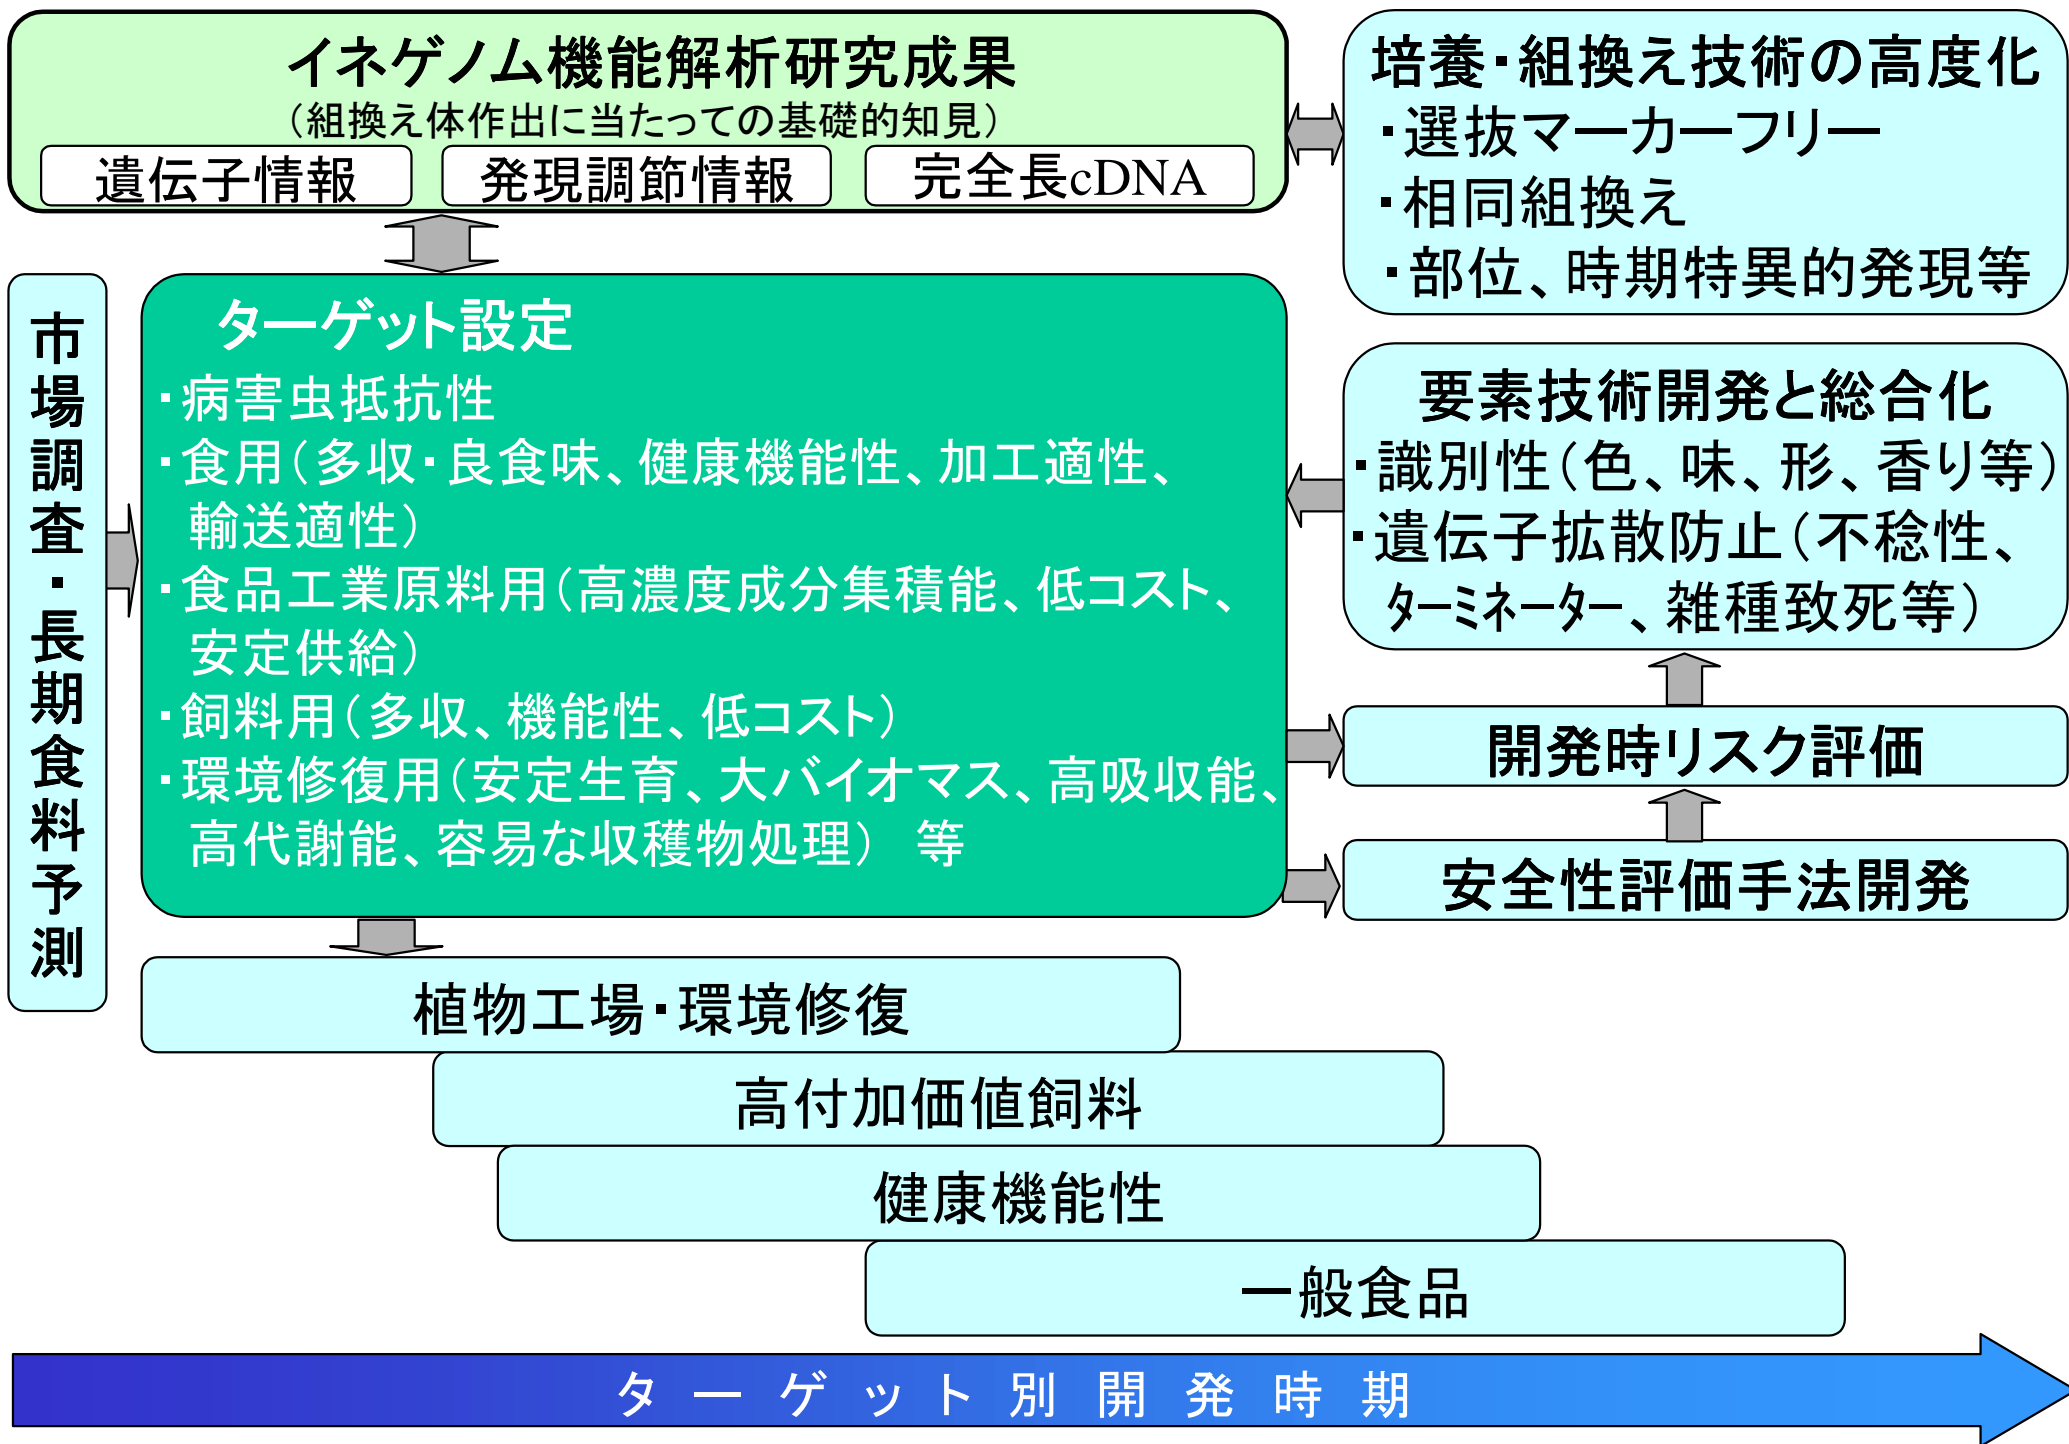 イネゲノム機能解析研究成果
（組換え体作出に当たっての基礎的知見）
遺伝子情報
発現調節情報
完全長cDNA
培養・組換え技術の高度化
・選抜マーカーフリー
・相同組換え
・部位、時期特異的発現等
市場調査・長期食料予測
ターゲット設定
・病害虫抵抗性
・食用（多収・良食味、健康機能性、加工適性、
輸送適性）
・食品工業原料用（高濃度成分集積能、低コスト、
安定供給）
・飼料用（多収、機能性、低コスト）
・環境修復用（安定生育、大バイオマス、高吸収能、
高代謝能、容易な収穫物処理）　等
要素技術開発と総合化
・識別性（色、味、形、香り等）
・遺伝子拡散防止（不稔性、
ﾀｰﾐﾈｰﾀｰ、雑種致死等）
開発時リスク評価
安全性評価手法開発
植物工場・環境修復
高付加価値飼料
健康機能性
一般食品
ターゲット別開発時期